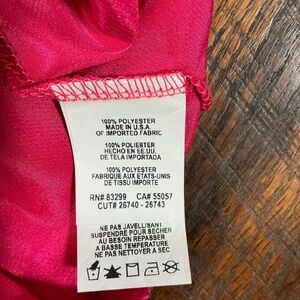 100% POLYESTER
MADE IN U.S.A.
OF IMPORTED FABRIC
100% POLIESTER
HECHO EN EE.UU.
DE TELA IMPORTADA
100% POLYESTER
FABRIQUE AUX ETATS-UNIS
DE TISSU IMPORTE
RN# 83299 CA# 55057
CUT# 26740 - 26743
NE PAS JAVELLISANT
SUSPENDRE POUR SECHER
AU BESOIN REPASSER
A BASSE TEMPERATURE
NE PAS NETTOYER A SEC